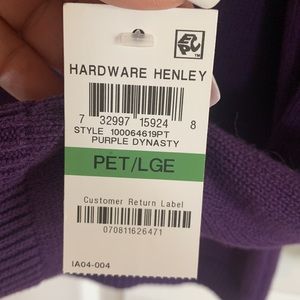 HARDWARE HENLEY
7 32997 15924 8
STYLE 100064619PT
PURPLE DYNASTY
PET/LGE
Customer Return Label
070811626471
IA04-004